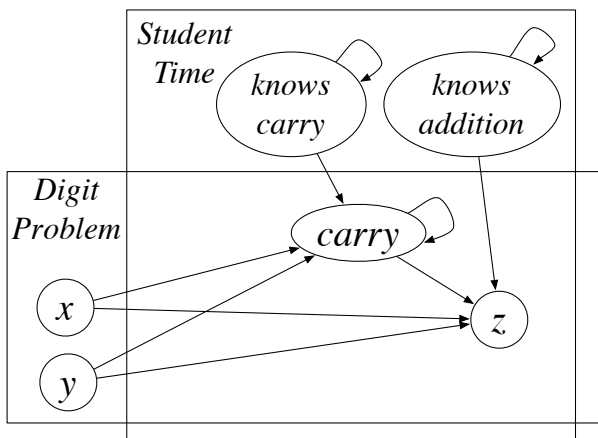 Student
Time
knows
carry
knows
addition
Digit
Problem
carry
x
z
y